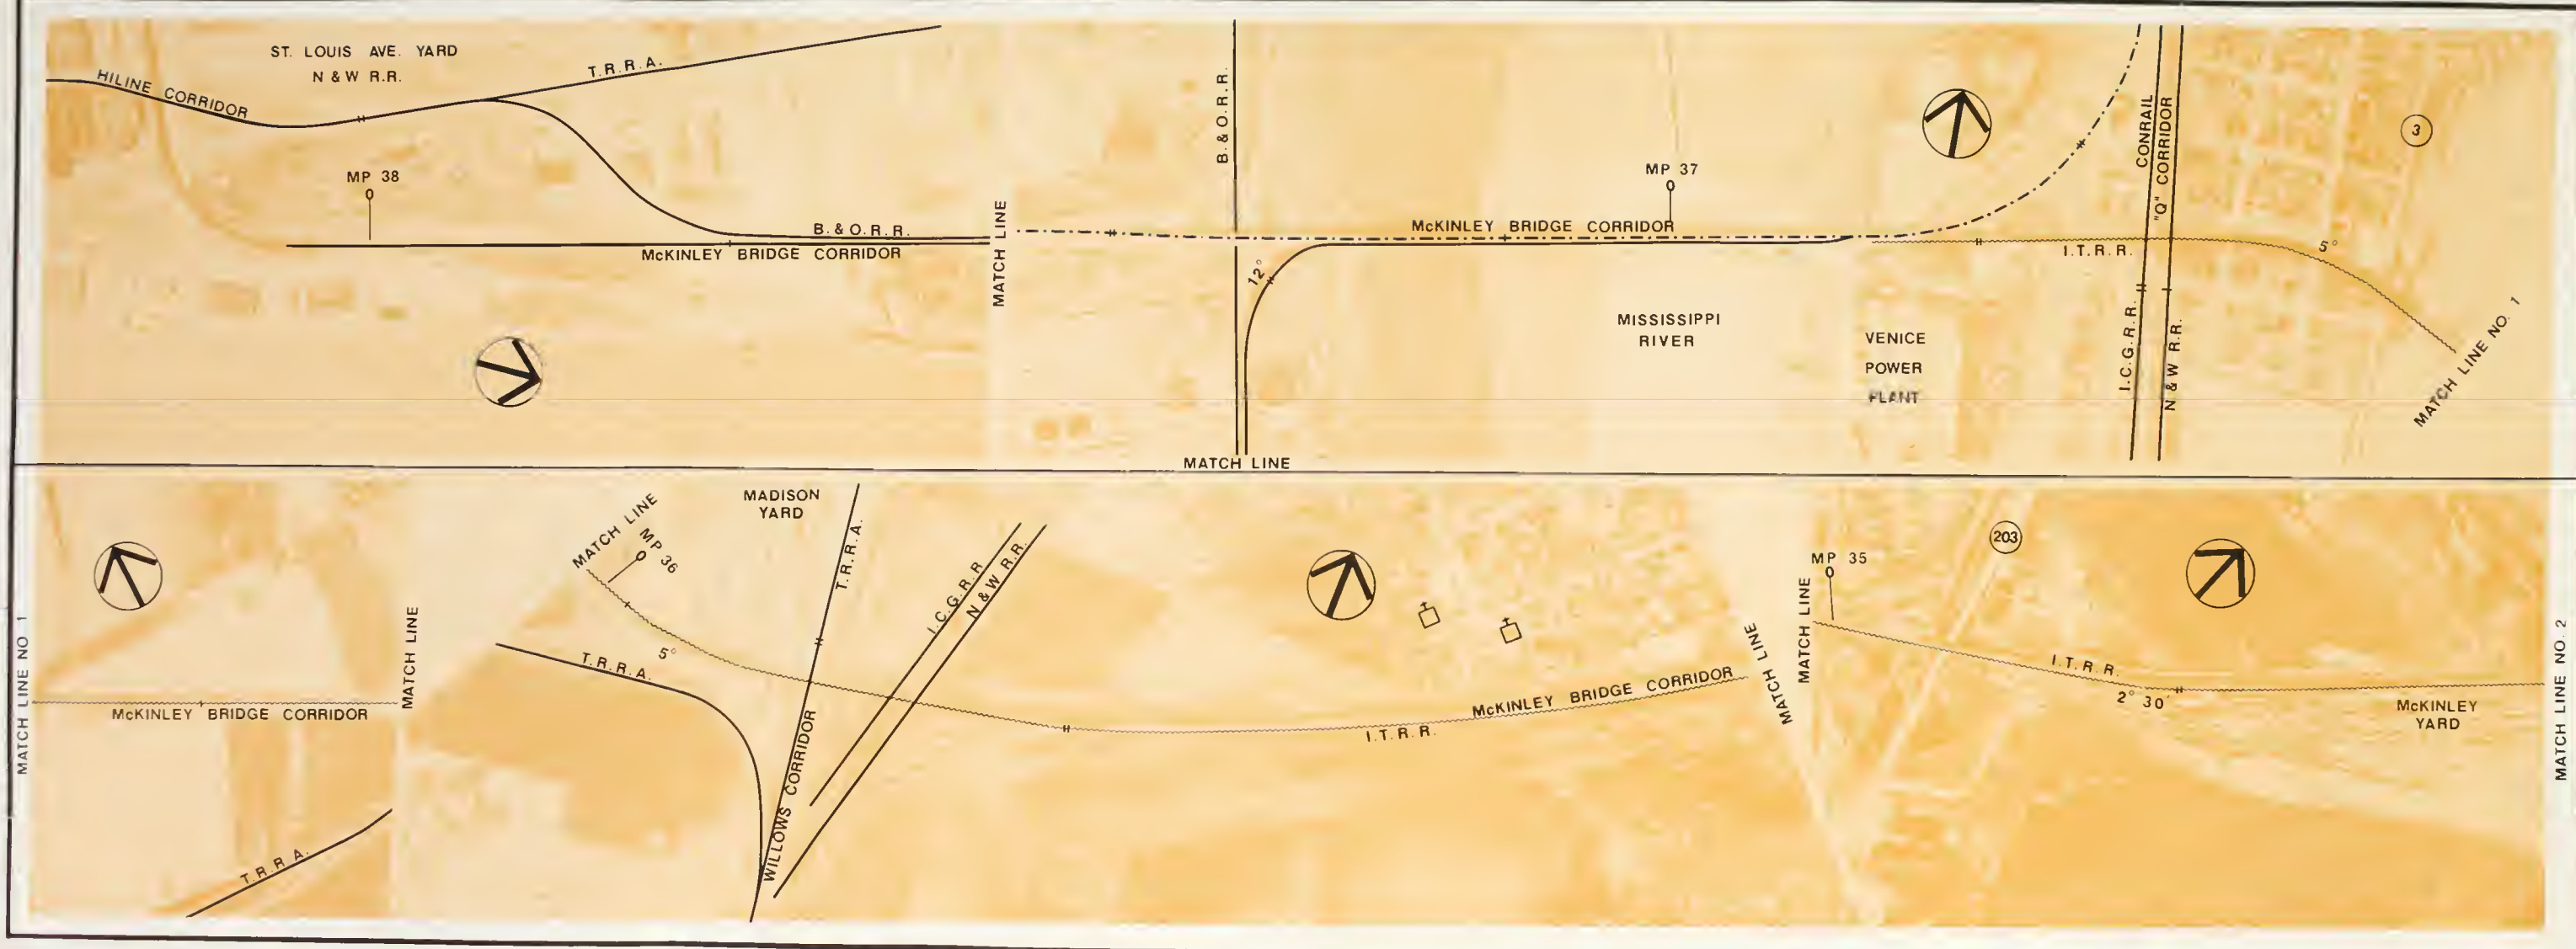 ST. LOUIS AVE. YARD
N & W R.R.
HILINE CORRIDOR
T.R.R.A.
MP 38
B. & O. R. R.
McKINLEY BRIDGE CORRIDOR
MATCH LINE
B. & O. R. R.
12°
MATCH LINE
McKINLEY BRIDGE CORRIDOR
MP 37
MISSISSIPPI
RIVER
VENICE
POWER
PLANT
CONRAIL
"Q" CORRIDOR
I.T.R.R.
I.C.G.R.R.
N & W R.R.
3
5°
MATCH LINE NO. 1
MATCH LINE NO 1
McKINLEY BRIDGE CORRIDOR
MATCH LINE
T.R.R.A.
MATCH LINE
MP 36
MADISON
YARD
5°
T.R.R.A.
T.R.R.A.
WILLOWS CORRIDOR
I.C.G.R.R
N & W R.R.
McKINLEY BRIDGE CORRIDOR
I.T.R.R.
MATCH LINE
MATCH LINE
MP 35
203
I.T.R.R.
2° 30'
McKINLEY
YARD
MATCH LINE NO. 2